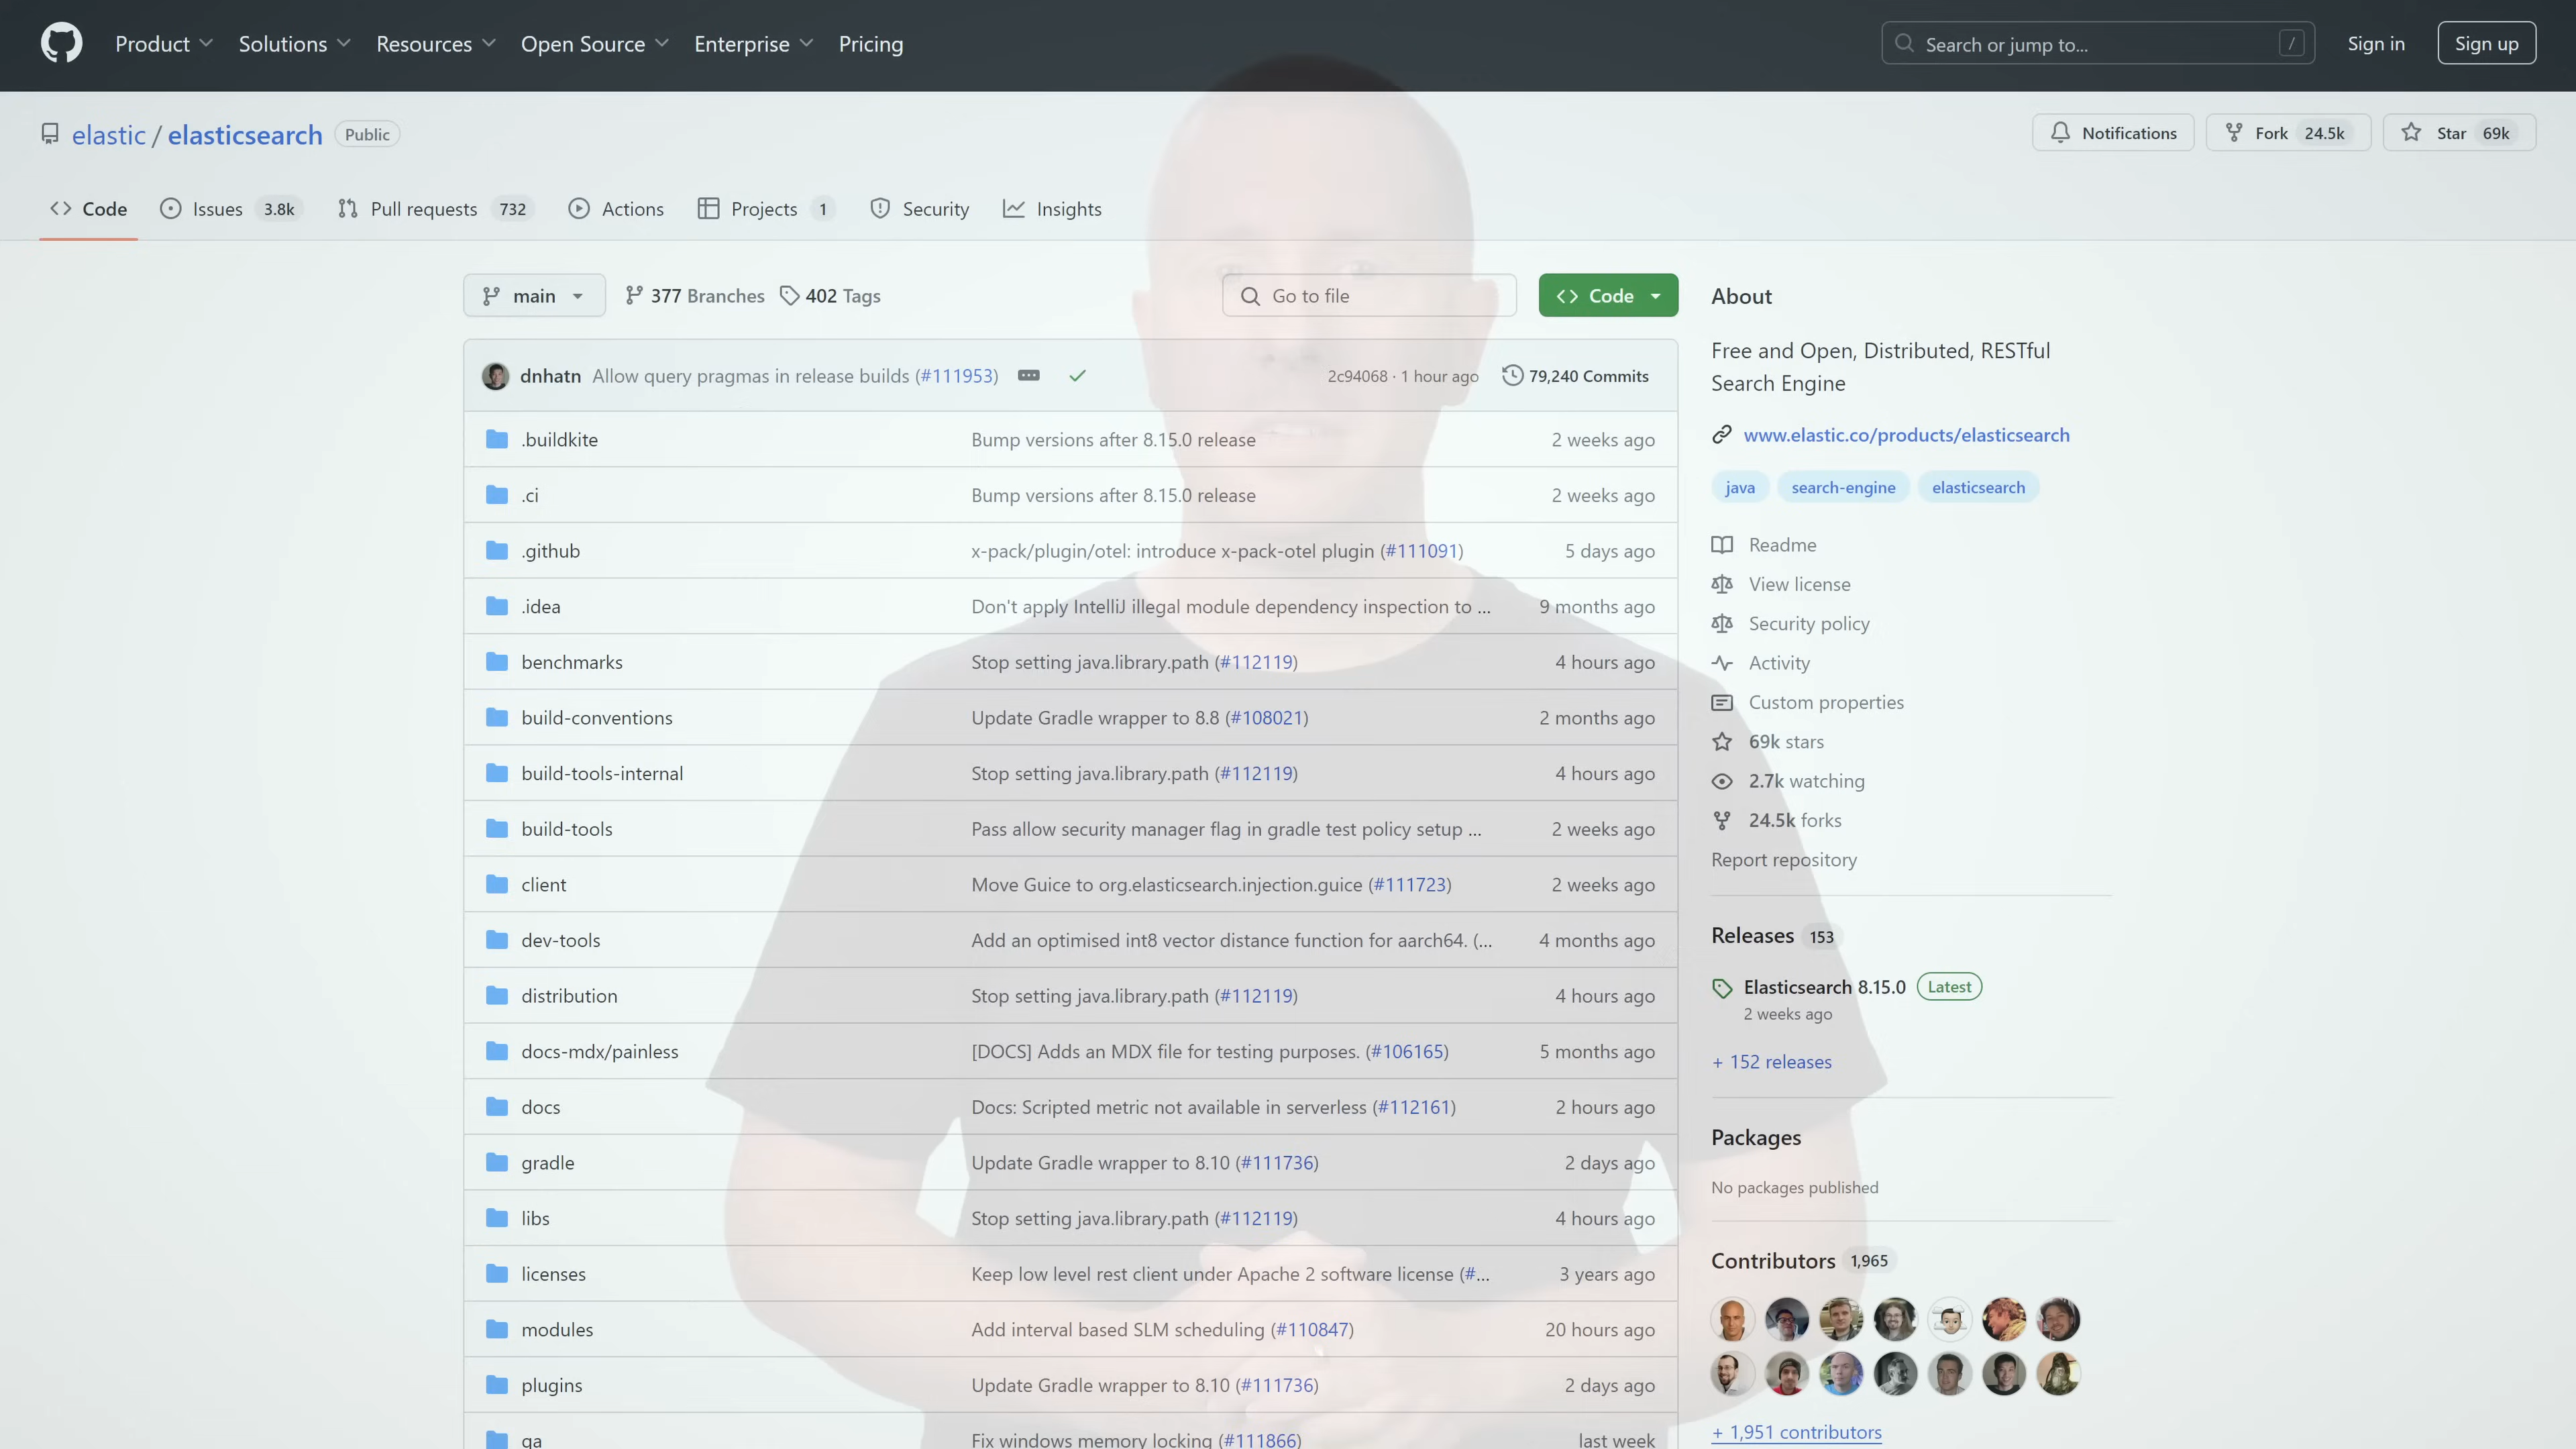 Product Solutions Resources Open Source Enterprise Pricing Search or jump to... / Sign in Sign up
elastic / elasticsearch Public Notifications Fork 24.5k Star 69k
Code Issues 3.8k Pull requests 732 Actions Projects 1 Security Insights
main 377 Branches 402 Tags Go to file Code
dnhatn Allow query pragmas in release builds (#111953) 2c94068 · 1 hour ago 79,240 Commits
.buildkite Bump versions after 8.15.0 release 2 weeks ago
.ci Bump versions after 8.15.0 release 2 weeks ago
.github x-pack/plugin/otel: introduce x-pack-otel plugin (#111091) 5 days ago
.idea Don't apply IntelliJ illegal module dependency inspection to ... 9 months ago
benchmarks Stop setting java.library.path (#112119) 4 hours ago
build-conventions Update Gradle wrapper to 8.8 (#108021) 2 months ago
build-tools-internal Stop setting java.library.path (#112119) 4 hours ago
build-tools Pass allow security manager flag in gradle test policy setup ... 2 weeks ago
client Move Guice to org.elasticsearch.injection.guice (#111723) 2 weeks ago
dev-tools Add an optimised int8 vector distance function for aarch64. (... 4 months ago
distribution Stop setting java.library.path (#112119) 4 hours ago
docs-mdx/painless [DOCS] Adds an MDX file for testing purposes. (#106165) 5 months ago
docs Docs: Scripted metric not available in serverless (#112161) 2 hours ago
gradle Update Gradle wrapper to 8.10 (#111736) 2 days ago
libs Stop setting java.library.path (#112119) 4 hours ago
licenses Keep low level rest client under Apache 2 software license (#... 3 years ago
modules Add interval based SLM scheduling (#110847) 20 hours ago
plugins Update Gradle wrapper to 8.10 (#111736) 2 days ago
qa Fix windows memory locking (#111866) last week
About
Free and Open, Distributed, RESTful
Search Engine
www.elastic.co/products/elasticsearch
java search-engine elasticsearch
Readme
View license
Security policy
Activity
Custom properties
69k stars
2.7k watching
24.5k forks
Report repository
Releases 153
Elasticsearch 8.15.0 Latest
2 weeks ago
+ 152 releases
Packages
No packages published
Contributors 1,965
+ 1,951 contributors